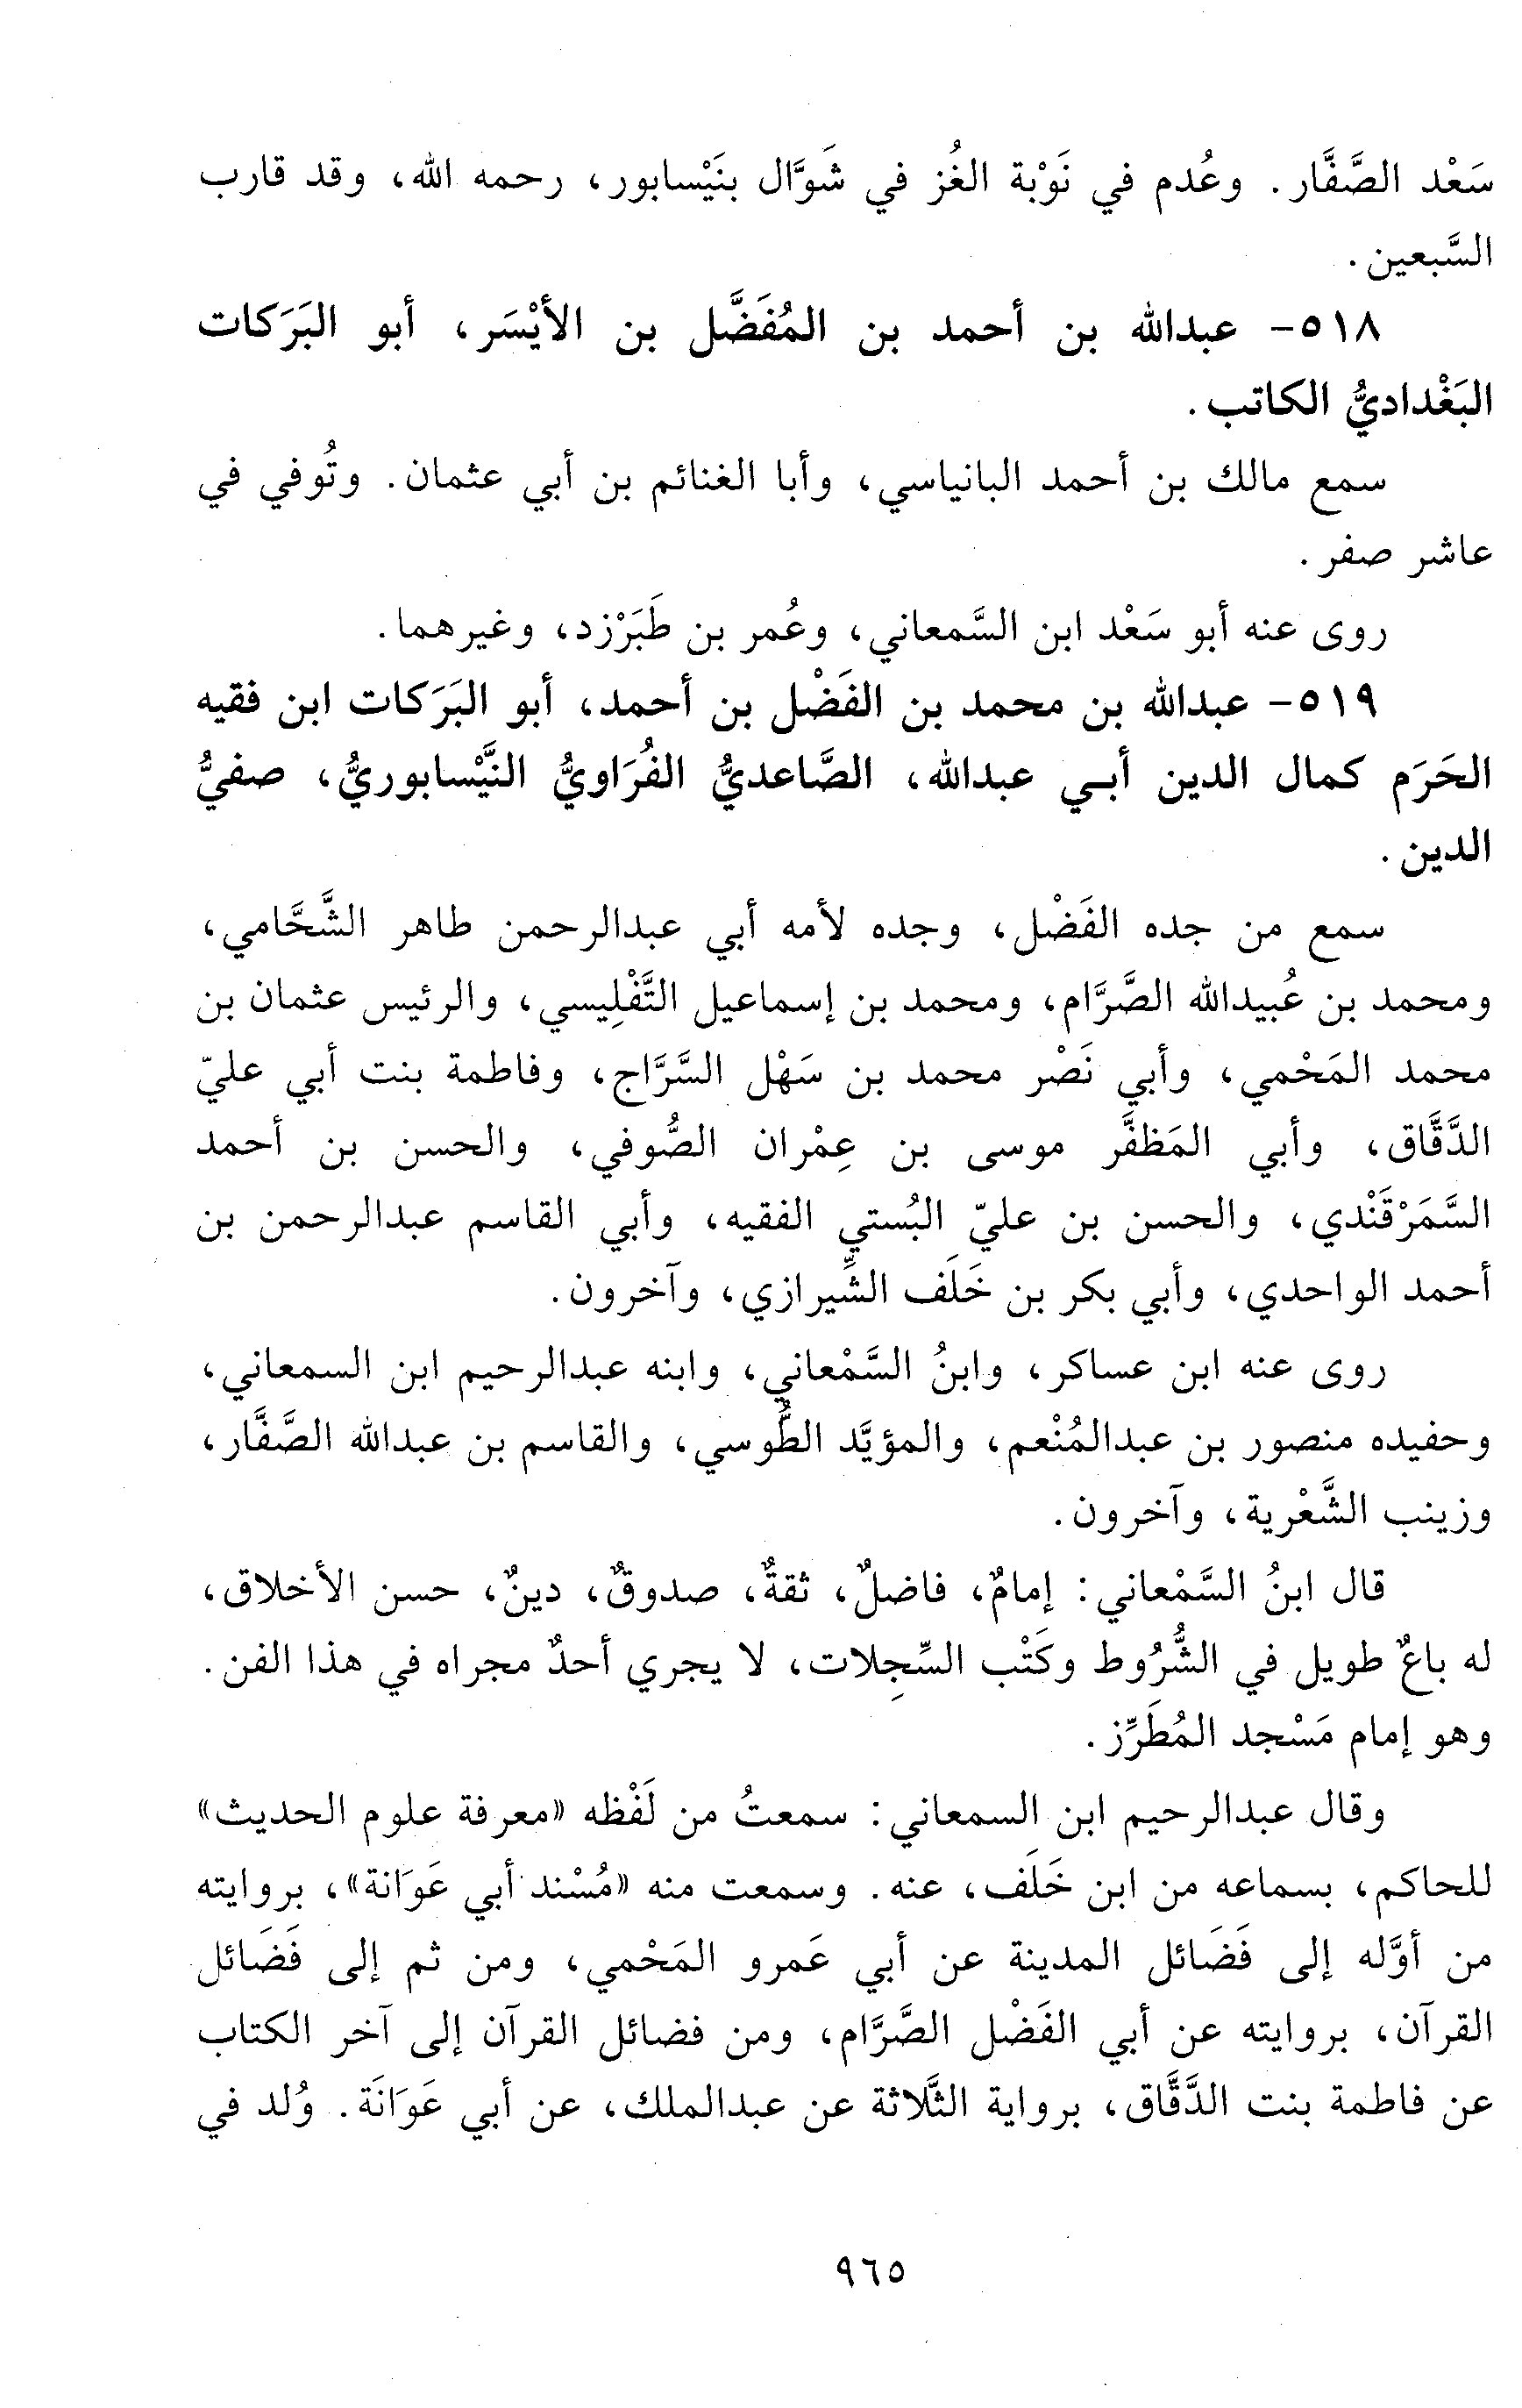 سَعْد الصَّفَّار. وعُدم في نَوْبة الغُز في شَوَّال بنَيْسابور، رحمه الله، وقد قارب
السَّبعين.
٥١٨- عبدالله بن أحمد بن المُفَضَّل بن الأيْسَر، أبو البَرَكات
البَغْداديُّ الكاتب.
سمع مالك بن أحمد البانياسي، وأبا الغنائم بن أبي عثمان. وتُوفي في
عاشر صفر.
روى عنه أبو سَعْد ابن السَّمعاني، وعُمر بن طَبَرْزد، وغيرهما.
٥١٩- عبدالله بن محمد بن الفَضْل بن أحمد، أبو البَرَكات ابن فقيه
الحَرَم كمال الدين أبي عبدالله، الصَّاعديُّ الفُرَاويُّ النَّيْسابوريُّ، صفيُّ
الدين.
سمع من جده الفَضْل، وجده لأمه أبي عبدالرحمن طاهر الشَّحَّامي،
ومحمد بن عُبيدالله الصَّرَّام، ومحمد بن إسماعيل التَّفْلِيسي، والرئيس عثمان بن
محمد المَحْمي، وأبي نَصْر محمد بن سَهْل السَّرَّاج، وفاطمة بنت أبي عليّ
الدَّقَّاق، وأبي المَظفَّر موسى بن عِمْران الصُّوفي، والحسن بن أحمد
السَّمَرْقَنْدي، والحسن بن عليّ البُستي الفقيه، وأبي القاسم عبدالرحمن بن
أحمد الواحدي، وأبي بكر بن خَلَف الشِّيرازي، وآخرون.
روى عنه ابن عساكر، وابنُ السَّمْعاني، وابنه عبدالرحيم ابن السمعاني،
وحفيده منصور بن عبدالمُنْعم، والمؤيَّد الطُّوسي، والقاسم بن عبدالله الصَّفَّار،
وزينب الشَّعْرية، وآخرون.
قال ابنُ السَّمْعاني: إمامٌ، فاضلٌ، ثقةٌ، صدوقٌ، دينٌ، حسن الأخلاق،
له باعٌ طويل في الشُّرُوط وكَتْب السِّجِلات، لا يجري أحدٌ مجراه في هذا الفن.
وهو إمام مَسْجد المُطَرِّز.
وقال عبدالرحيم ابن السمعاني: سمعتُ من لَفْظه «معرفة علوم الحديث»
للحاكم، بسماعه من ابن خَلَف، عنه. وسمعت منه «مُسْند أبي عَوَانة»، بروايته
من أوَّله إلى فَضَائل المدينة عن أبي عَمرو المَحْمي، ومن ثم إلى فَضَائل
القرآن، بروايته عن أبي الفَضْل الصَّرَّام، ومن فضائل القرآن إلى آخر الكتاب
عن فاطمة بنت الدَّقَّاق، برواية الثَّلاثة عن عبدالملك، عن أبي عَوَانَة. وُلد في
٩٦٥